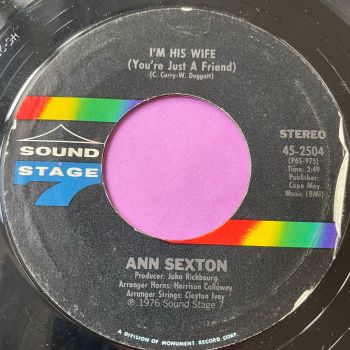 I'M HIS WIFE
(You're Just A Friend)
(C. Curry-W. Doggett)
STEREO
45-2504
(P6S-975)
Time: 2:49
Publisher:
Cape May
Music (BMI)
SOUND
STAGE
7
ANN SEXTON
Producer: John Richbourg
Arranger Horns: Harrison Calloway
Arranger Strings: Clayton Ivey
℗ 1976 Sound Stage 7
A DIVISION OF MONUMENT RECORD CORP.